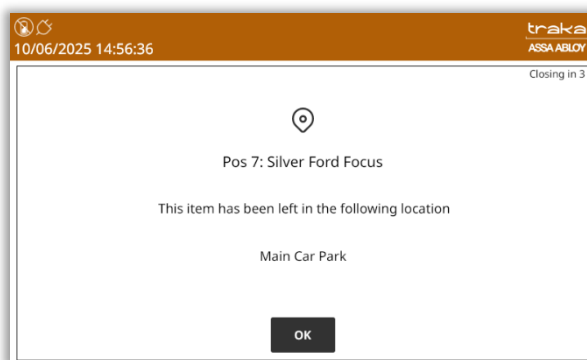 traka
10/06/2025 14:56:36
ASSA ABLOY
Closing in 3
Pos 7: Silver Ford Focus
This item has been left in the following location
Main Car Park
OK